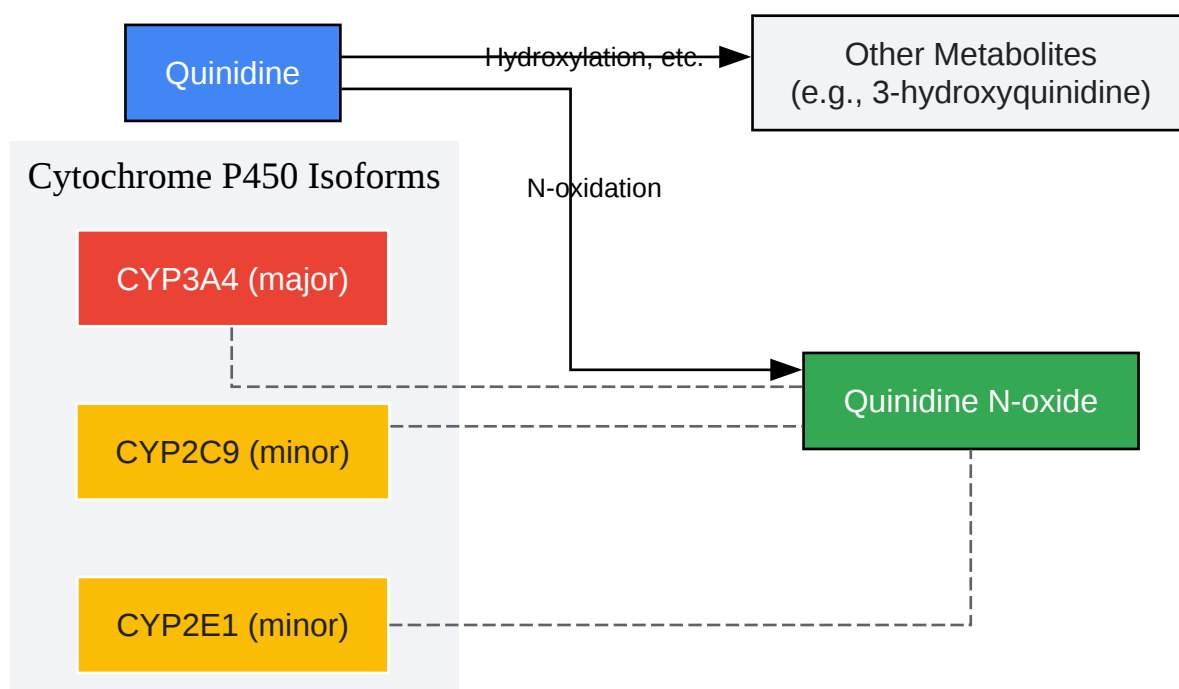 Quinidine
Hydroxylation, etc.
Other Metabolites
(e.g., 3-hydroxyquinidine)
Cytochrome P450 Isoforms
N-oxidation
CYP3A4 (major)
Quinidine N-oxide
CYP2C9 (minor)
CYP2E1 (minor)